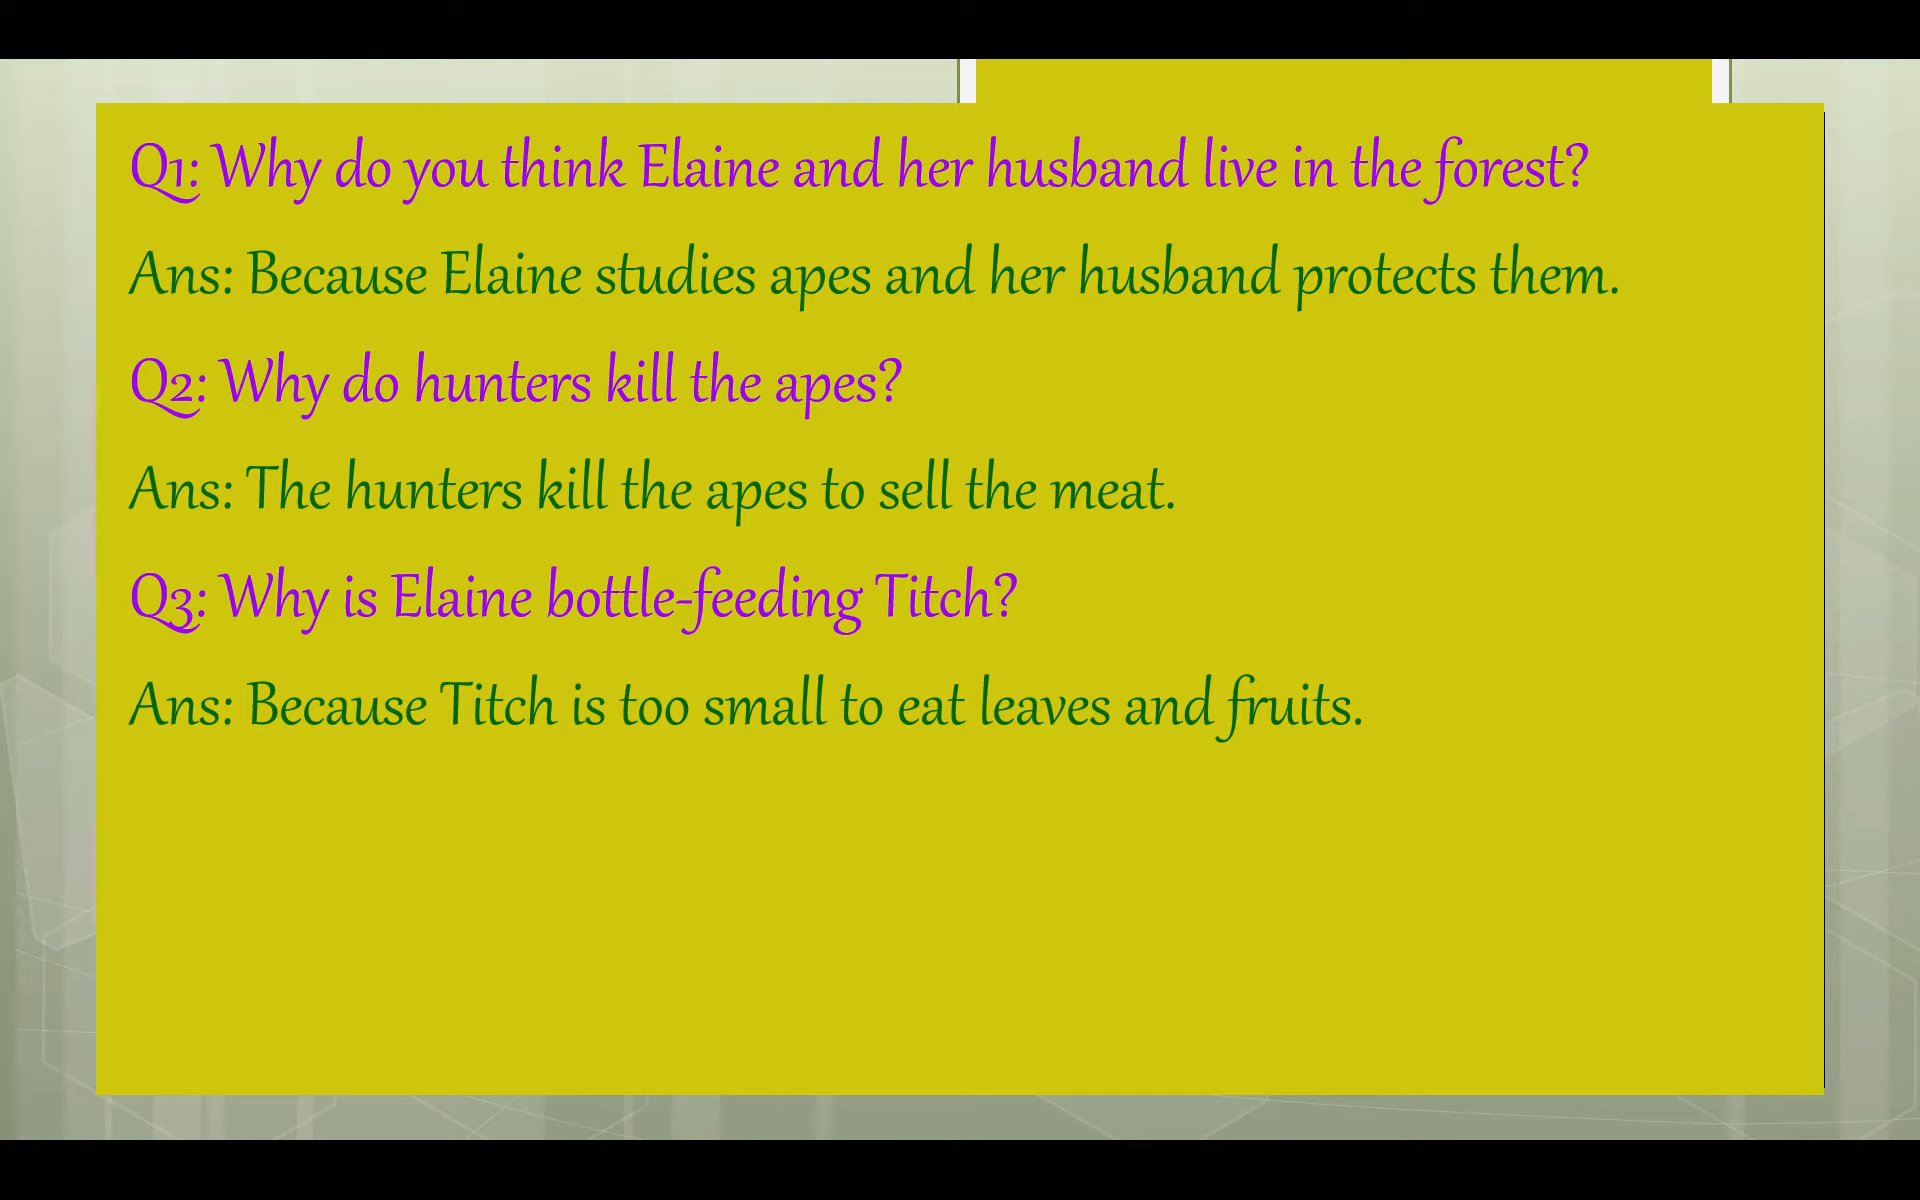 Q1: Why do you think Elaine and her husband live in the forest?
Ans: Because Elaine studies apes and her husband protects them.
Q2: Why do hunters kill the apes?
Ans: The hunters kill the apes to sell the meat.
Q3: Why is Elaine bottle-feeding Titch?
Ans: Because Titch is too small to eat leaves and fruits.